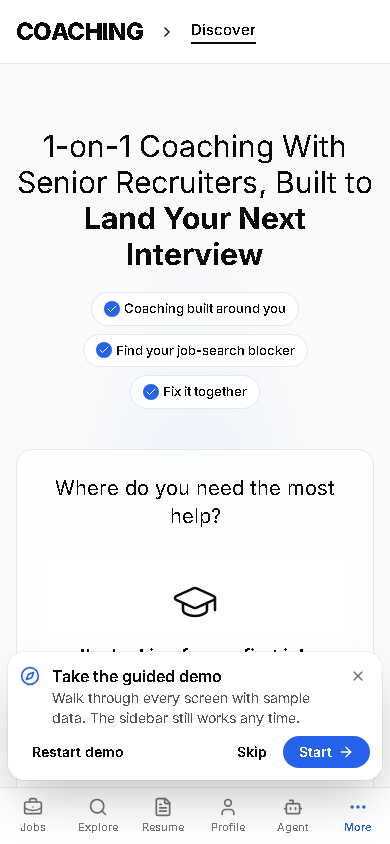 COACHING
Discover
1-on-1 Coaching With
Senior Recruiters, Built to
Land Your Next
Interview
Coaching built around you
Find your job-search blocker
Fix it together
Where do you need the most
help?
Take the guided demo
Walk through every screen with sample
data. The sidebar still works any time.
Restart demo
Skip
Start
Jobs
Explore
Resume
Profile
Agent
More